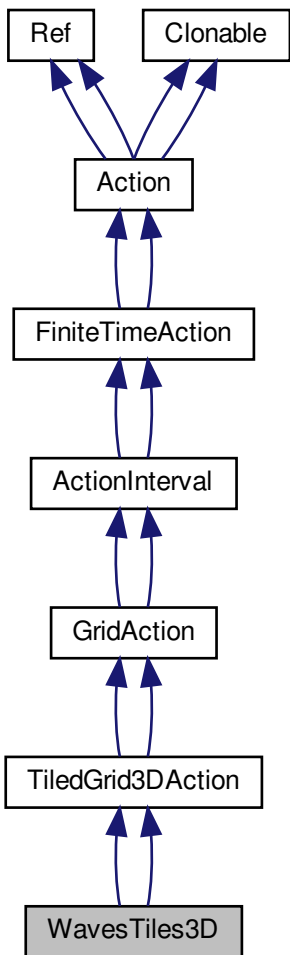 Ref
Clonable
Action
FiniteTimeAction
ActionInterval
GridAction
TiledGrid3DAction
WavesTiles3D